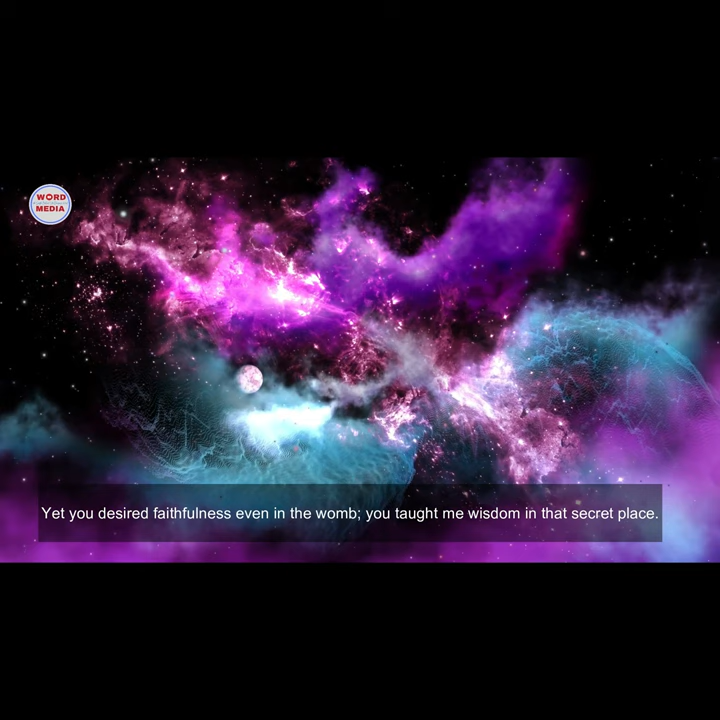 WORD
MEDIA
Yet you desired faithfulness even in the womb; you taught me wisdom in that secret place.